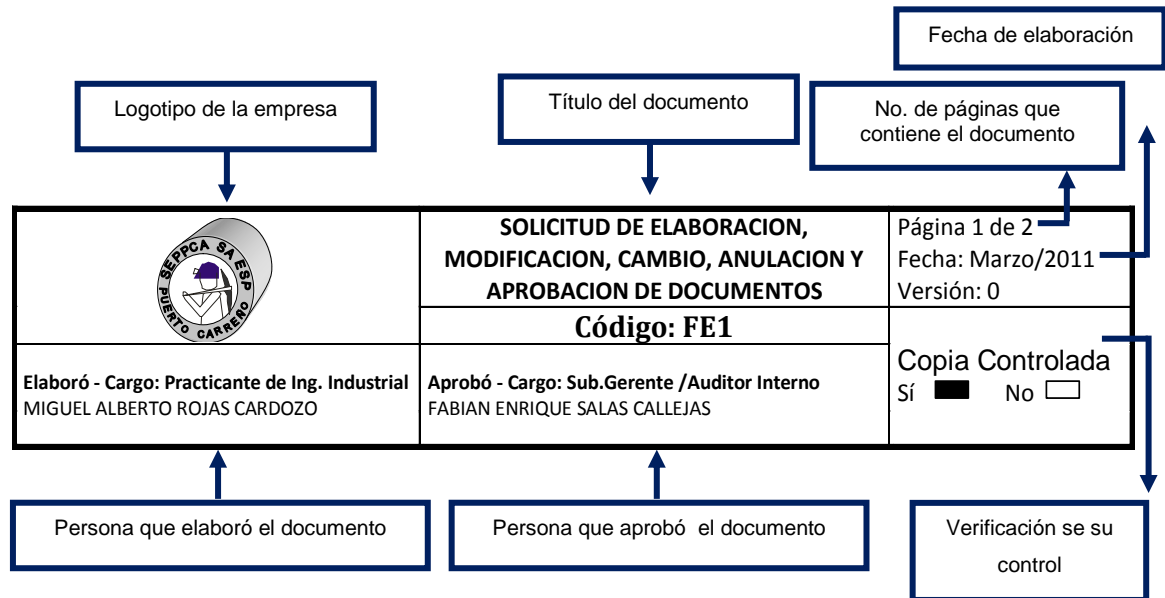 Fecha de elaboración
Logotipo de la empresa
Título del documento
No. de páginas que
contiene el documento
SEPPCA SA ESP
PUERTO CARREÑO
SOLICITUD DE ELABORACION,
MODIFICACION, CAMBIO, ANULACION Y
APROBACION DE DOCUMENTOS
Código: FE1
Página 1 de 2
Fecha: Marzo/2011
Versión: 0
Copia Controlada
Sí No
Elaboró - Cargo: Practicante de Ing. Industrial
MIGUEL ALBERTO ROJAS CARDOZO
Aprobó - Cargo: Sub.Gerente /Auditor Interno
FABIAN ENRIQUE SALAS CALLEJAS
Persona que elaboró el documento
Persona que aprobó el documento
Verificación se su
control